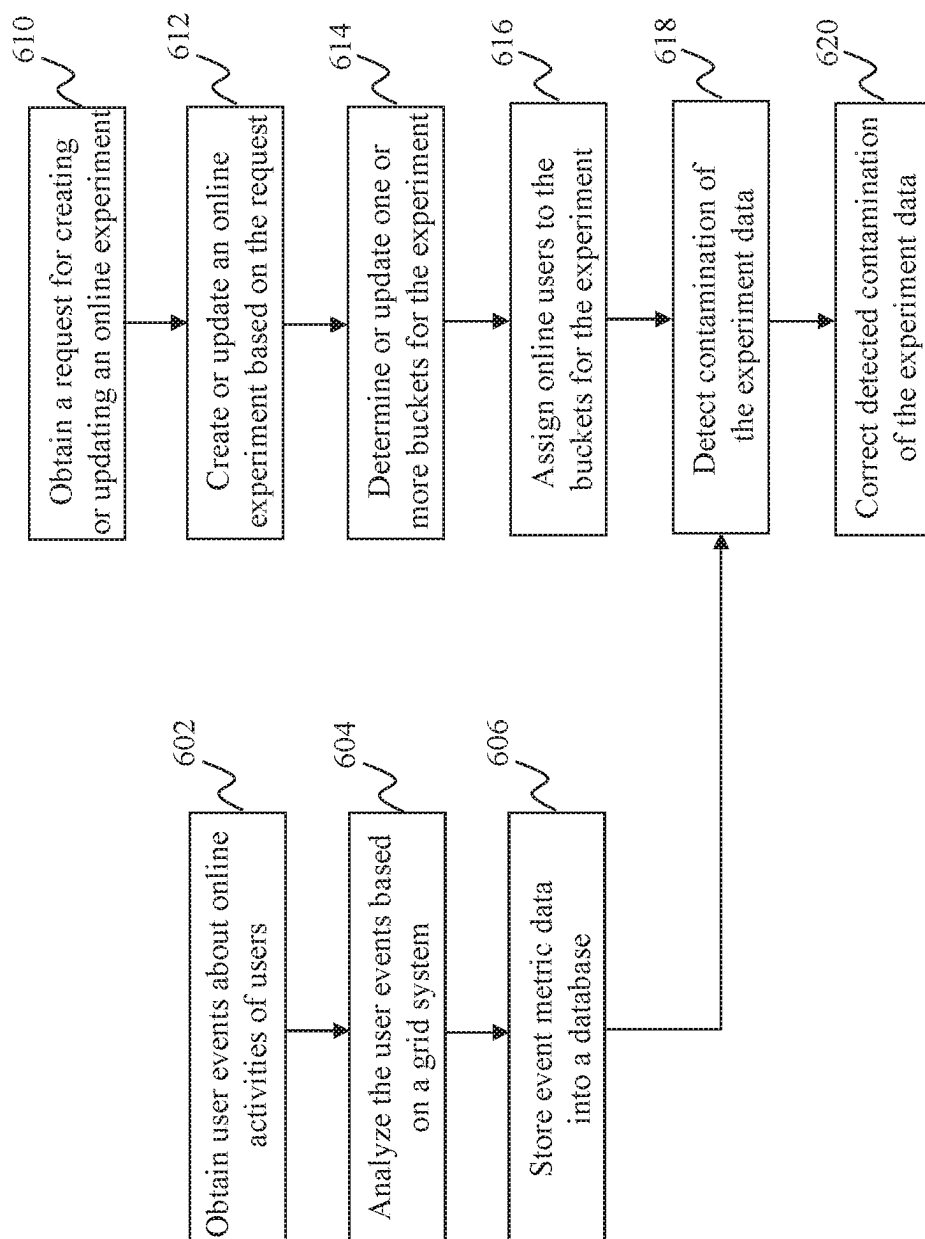 602
Obtain user events about online
activities of users
604
Analyze the user events based
on a grid system
606
Store event metric data
into a database
610
Obtain a request for creating
or updating an online experiment
612
Create or update an online
experiment based on the request
614
Determine or update one or
more buckets for the experiment
616
Assign online users to the
buckets for the experiment
618
Detect contamination of
the experiment data
620
Correct detected contamination
of the experiment data